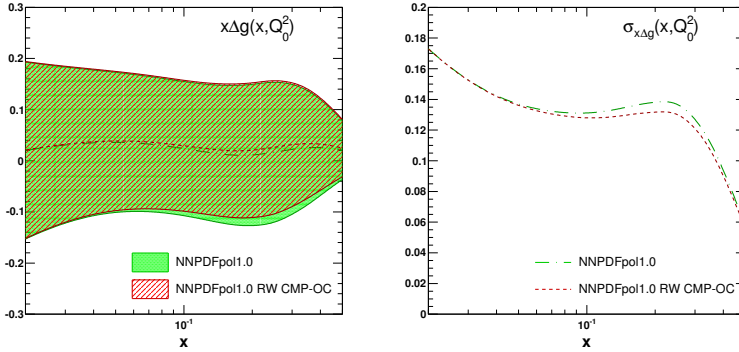 xΔg(x,Q₀²)
0.3
0.2
0.1
0
-0.1
-0.2
-0.3
NNPDFpol1.0
NNPDFpol1.0 RW CMP-OC
10⁻¹
x
σxΔg(x,Q₀²)
0.2
0.18
0.16
0.14
0.12
0.1
0.08
0.06
0.04
0.02
0
NNPDFpol1.0
NNPDFpol1.0 RW CMP-OC
10⁻¹
x